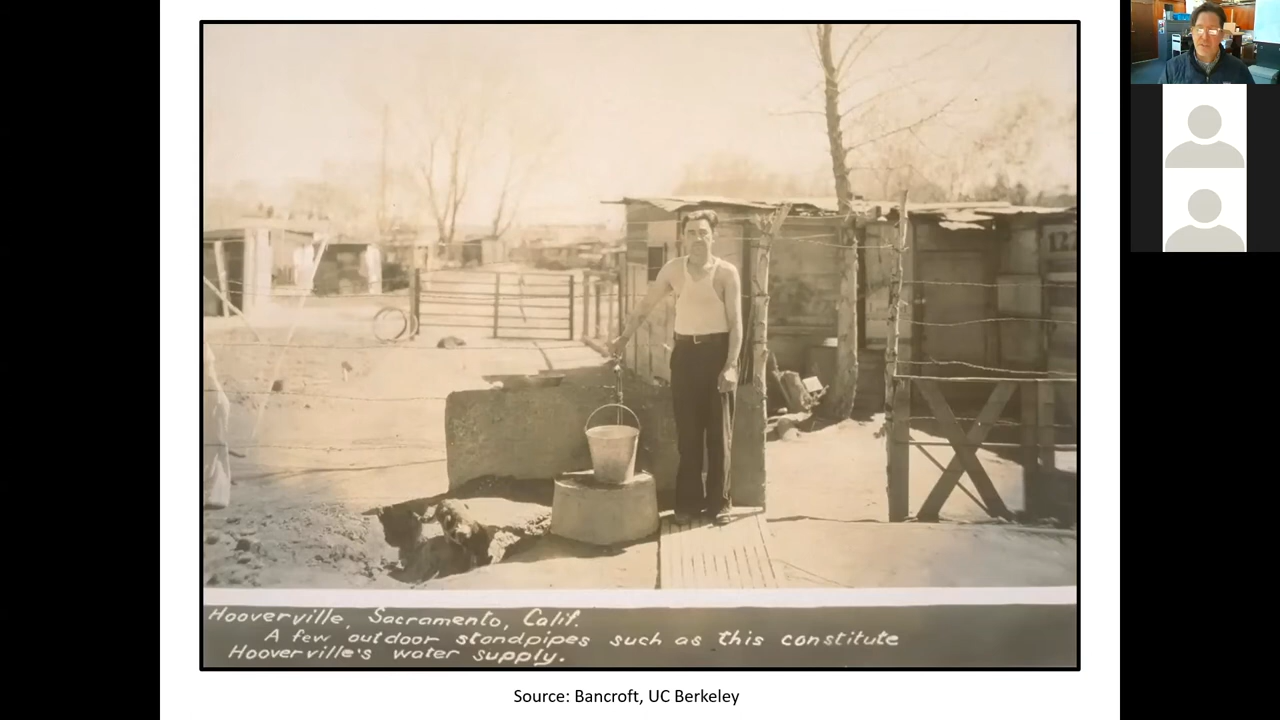 Hooverville, Sacramento, Calif.
A few outdoor standpipes such as this constitute
Hooverville's water supply.
Source: Bancroft, UC Berkeley